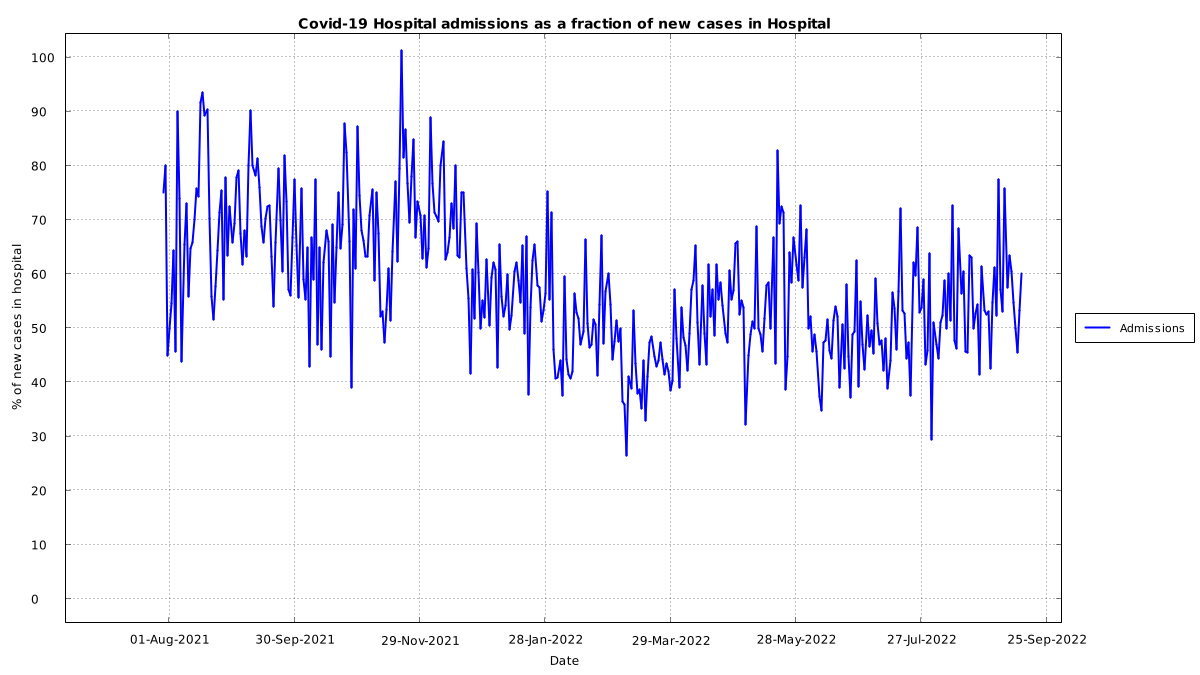 Covid-19 Hospital admissions as a fraction of new cases in Hospital
100
90
80
70
60
50
40
30
20
10
0
% of new cases in hospital
01-Aug-2021
30-Sep-2021
29-Nov-2021
28-Jan-2022
29-Mar-2022
28-May-2022
27-Jul-2022
25-Sep-2022
Date
Admissions